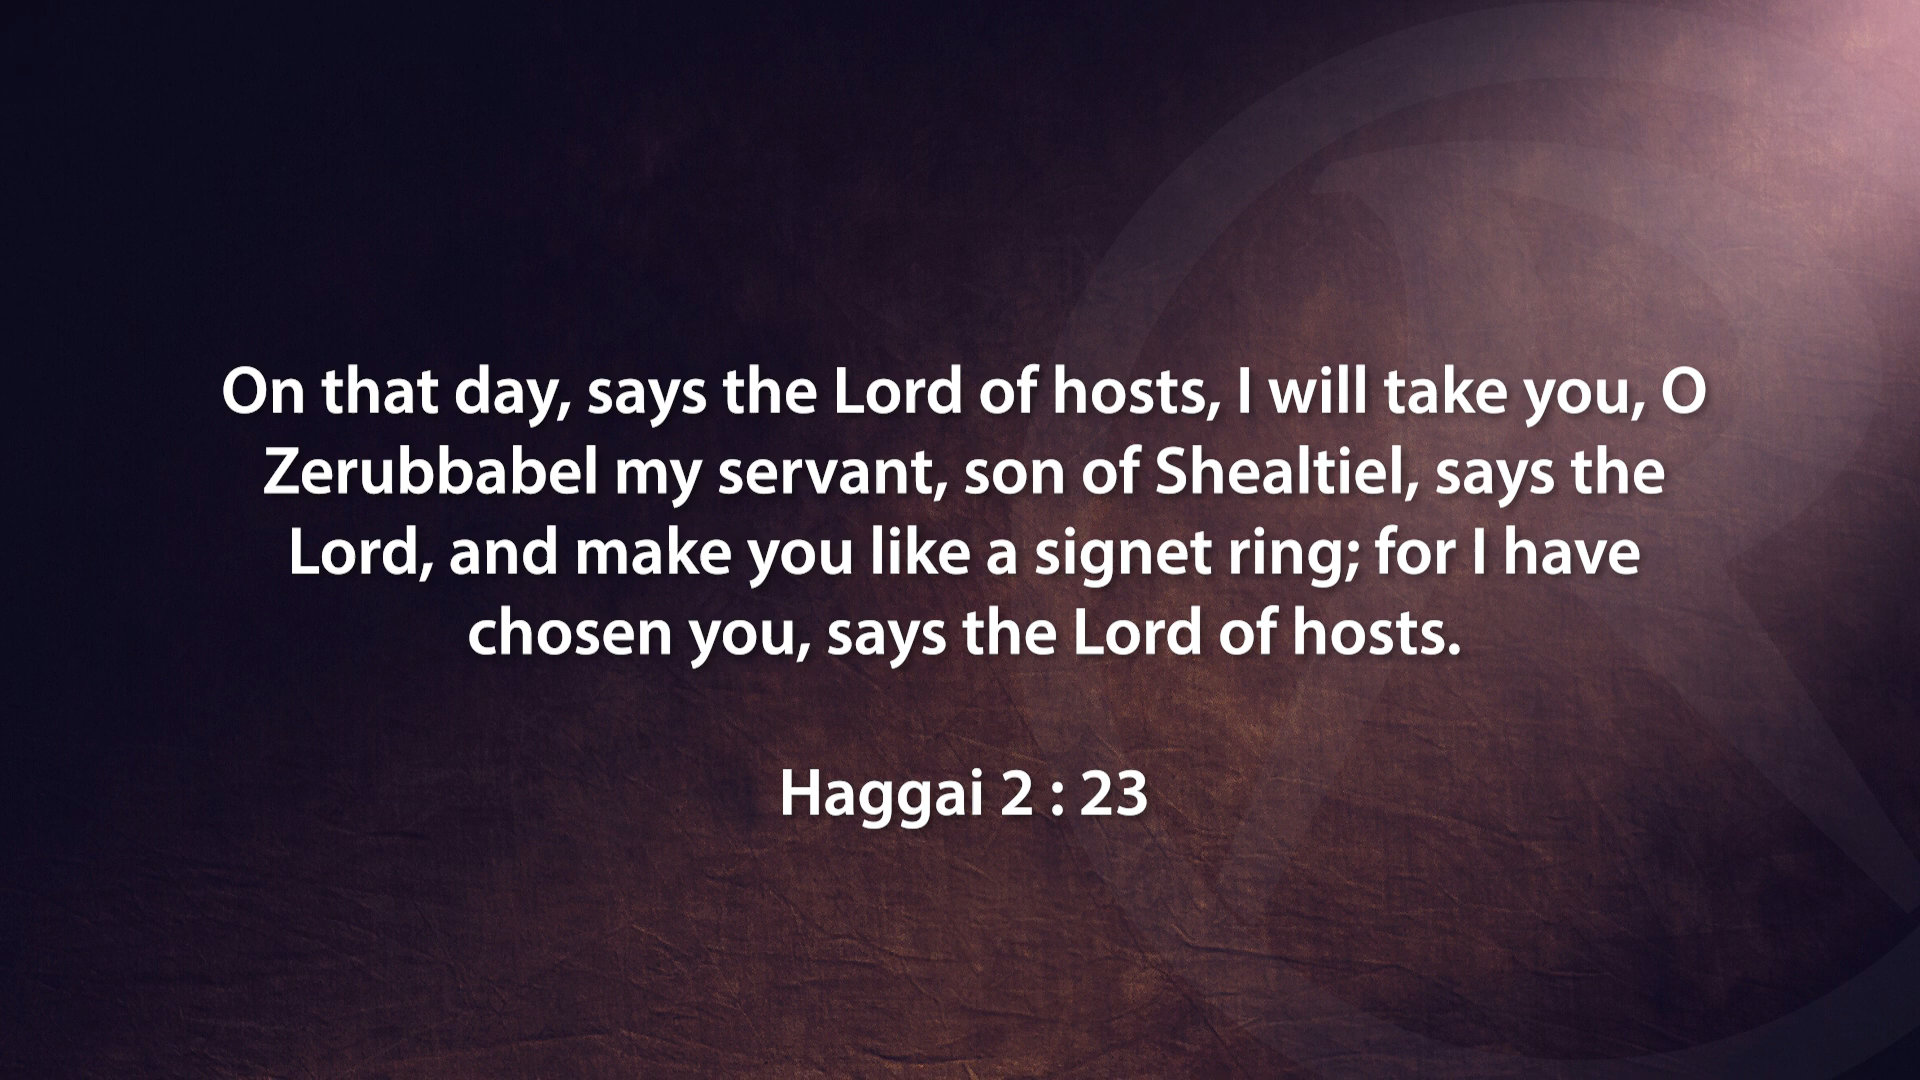 On that day, says the Lord of hosts, I will take you, O
Zerubbabel my servant, son of Shealtiel, says the
Lord, and make you like a signet ring; for I have
chosen you, says the Lord of hosts.
Haggai 2 : 23